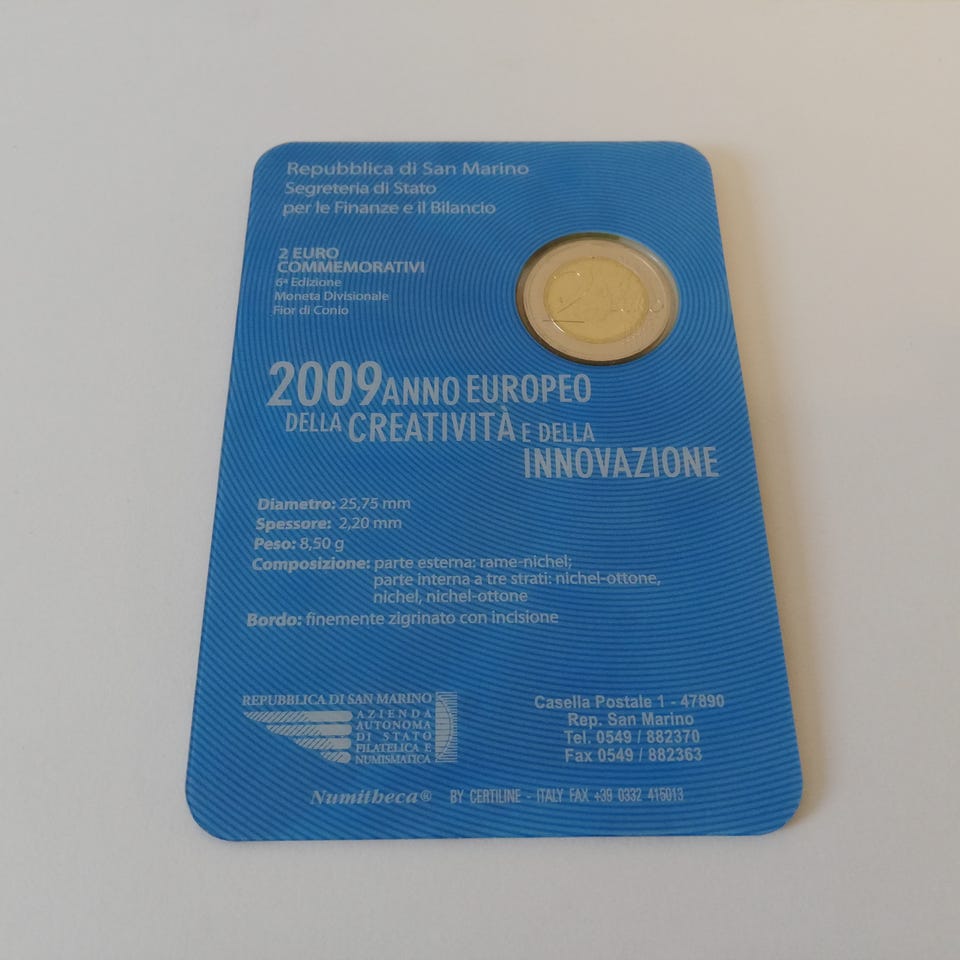 Repubblica di San Marino
Segreteria di Stato
per le Finanze e il Bilancio
2 EURO
COMMEMORATIVI
6ª Edizione
Moneta Divisionale
Fior di Conio
2
2009 ANNO EUROPEO
DELLA CREATIVITÀ E DELLA
INNOVAZIONE
Diametro: 25,75 mm
Spessore: 2,20 mm
Peso: 8,50 g
Composizione: parte esterna: rame-nichel;
parte interna a tre strati: nichel-ottone,
nichel, nichel-ottone
Bordo: finemente zigrinato con incisione
REPUBBLICA DI SAN MARINO
AZIENDA
AUTONOMA
DI STATO
FILATELICA E
NUMISMATICA
Casella Postale 1 - 47890
Rep. San Marino
Tel. 0549 / 882370
Fax 0549 / 882363
Numitheca® BY CERTILINE - ITALY FAX +39 0332 415013